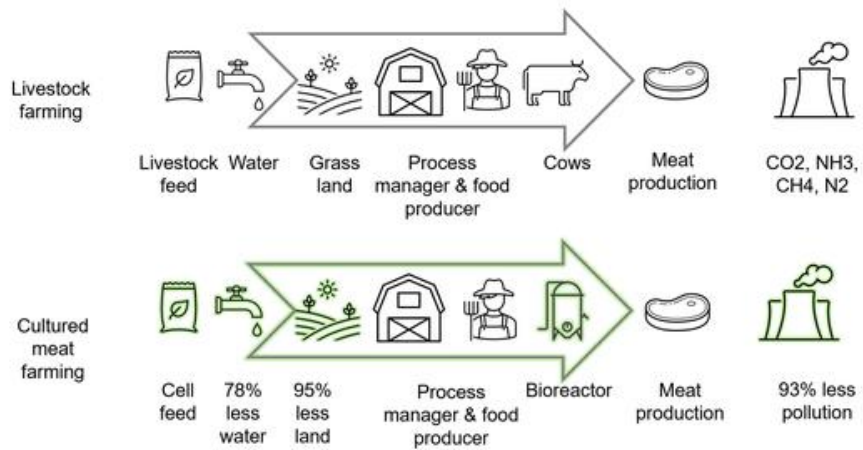 Livestock
farming
Livestock
feed
Water
Grass
land
Process
manager & food
producer
Cows
Meat
production
CO2, NH3,
CH4, N2
Cultured
meat
farming
Cell
feed
78%
less
water
95%
less
land
Process
manager & food
producer
Bioreactor
Meat
production
93% less
pollution